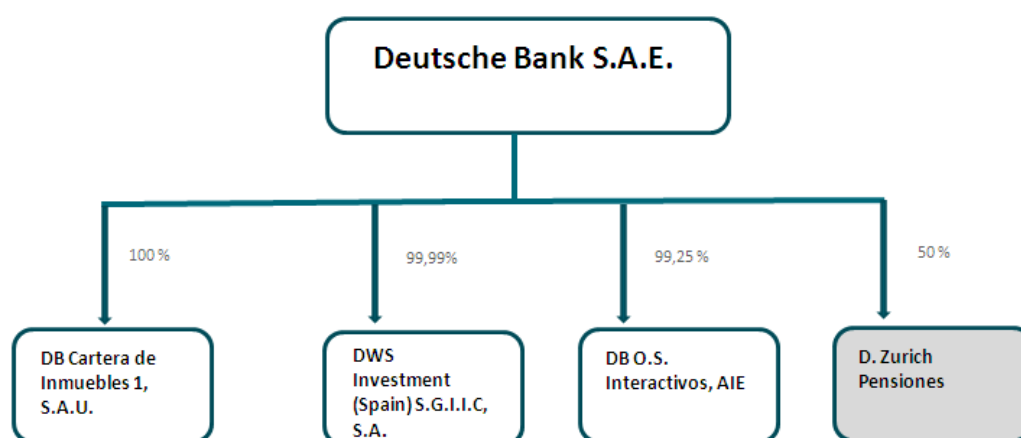 Deutsche Bank S.A.E.
100 %
99,99%
99,25 %
50 %
DB Cartera de
Inmuebles 1,
S.A.U.
DWS
Investment
(Spain) S.G.I.I.C,
S.A.
DB O.S.
Interactivos, AIE
D. Zurich
Pensiones